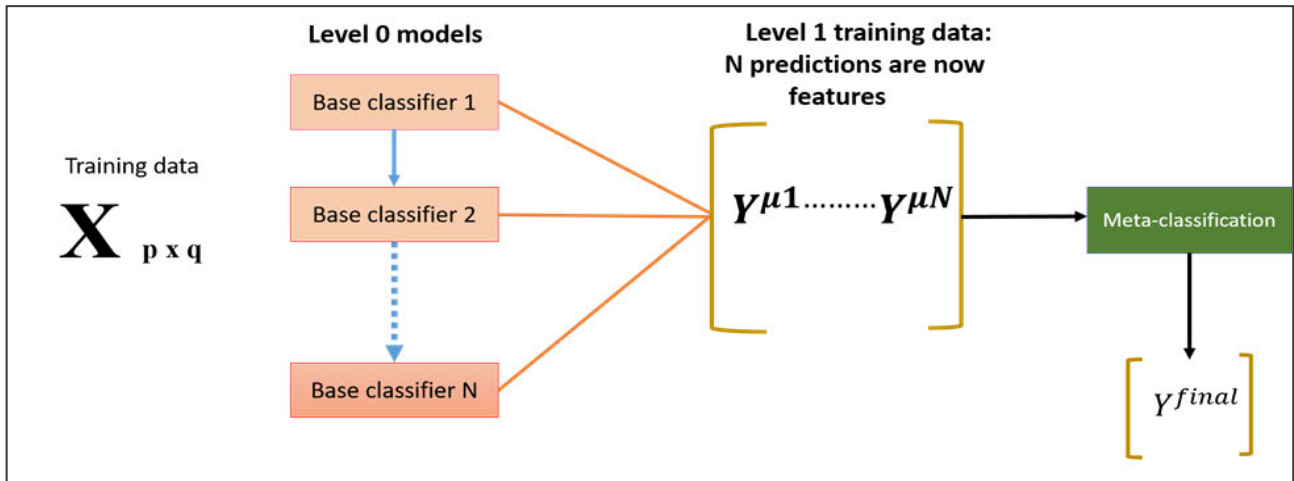 Level 0 models
Level 1 training data:
N predictions are now
features
Base classifier 1
Training data
X p x q
Base classifier 2
Y^μ1.........Y^μN
Meta-classification
Base classifier N
Y^final